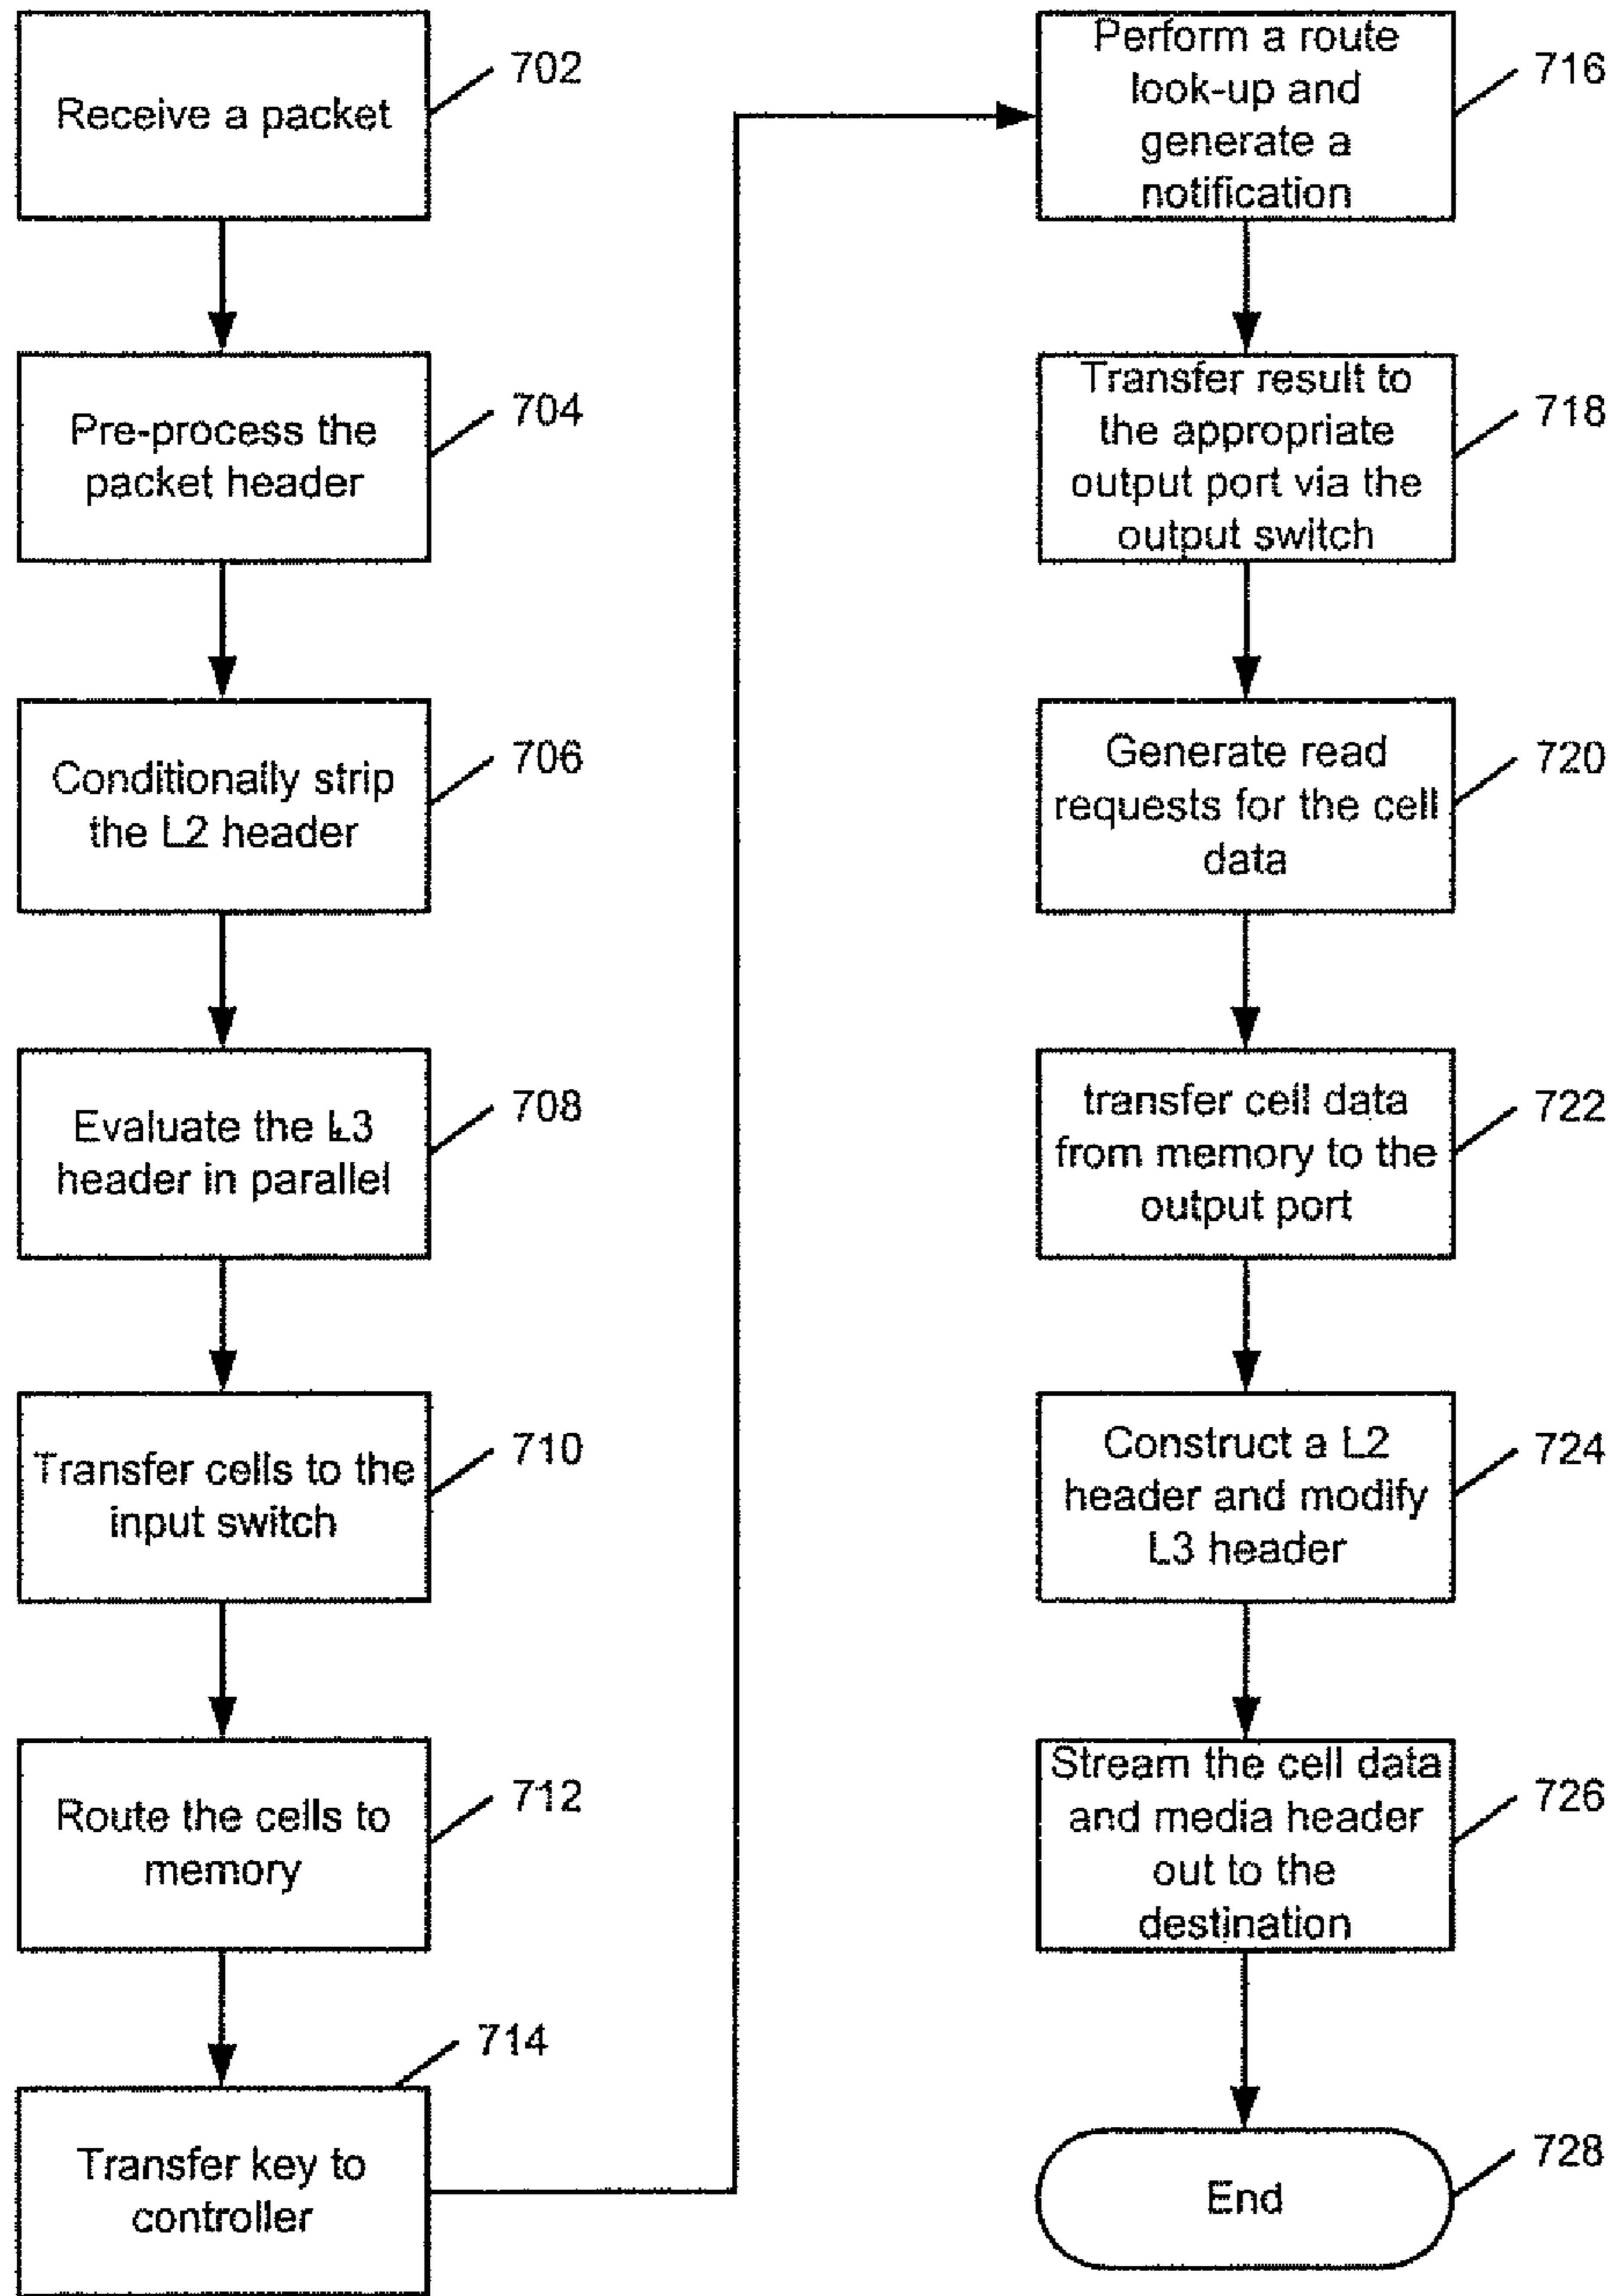 Receive a packet
702
Pre-process the
packet header
704
Conditionally strip
the L2 header
706
Evaluate the L3
header in parallel
708
Transfer cells to the
input switch
710
Route the cells to
memory
712
Transfer key to
controller
714
Perform a route
look-up and
generate a
notification
716
Transfer result to
the appropriate
output port via the
output switch
718
Generate read
requests for the cell
data
720
transfer cell data
from memory to the
output port
722
Construct a L2
header and modify
L3 header
724
Stream the cell data
and media header
out to the
destination
726
End
728